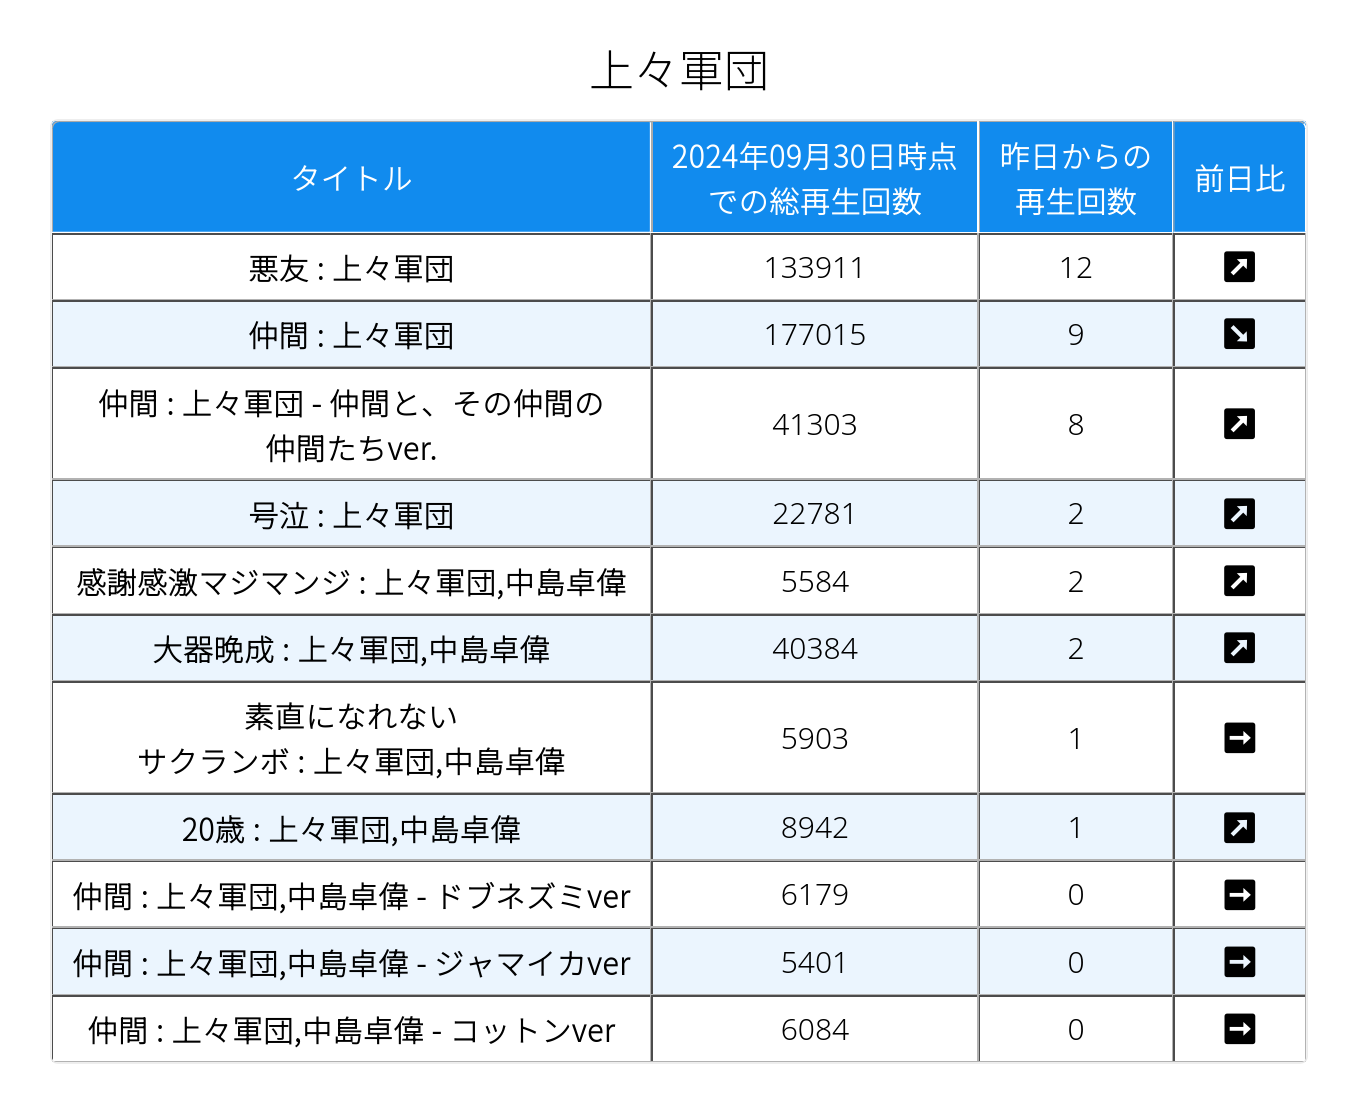 上々軍団
タイトル
2024年09月30日時点
での総再生回数
昨日からの
再生回数
前日比
悪友 : 上々軍団
133911
12
仲間 : 上々軍団
177015
9
仲間 : 上々軍団 - 仲間と、その仲間の
仲間たちver.
41303
8
号泣 : 上々軍団
22781
2
感謝感激マジマンジ : 上々軍団,中島卓偉
5584
2
大器晩成 : 上々軍団,中島卓偉
40384
2
素直になれない
サクランボ : 上々軍団,中島卓偉
5903
1
20歳 : 上々軍団,中島卓偉
8942
1
仲間 : 上々軍団,中島卓偉 - ドブネズミver
6179
0
仲間 : 上々軍団,中島卓偉 - ジャマイカver
5401
0
仲間 : 上々軍団,中島卓偉 - コットンver
6084
0